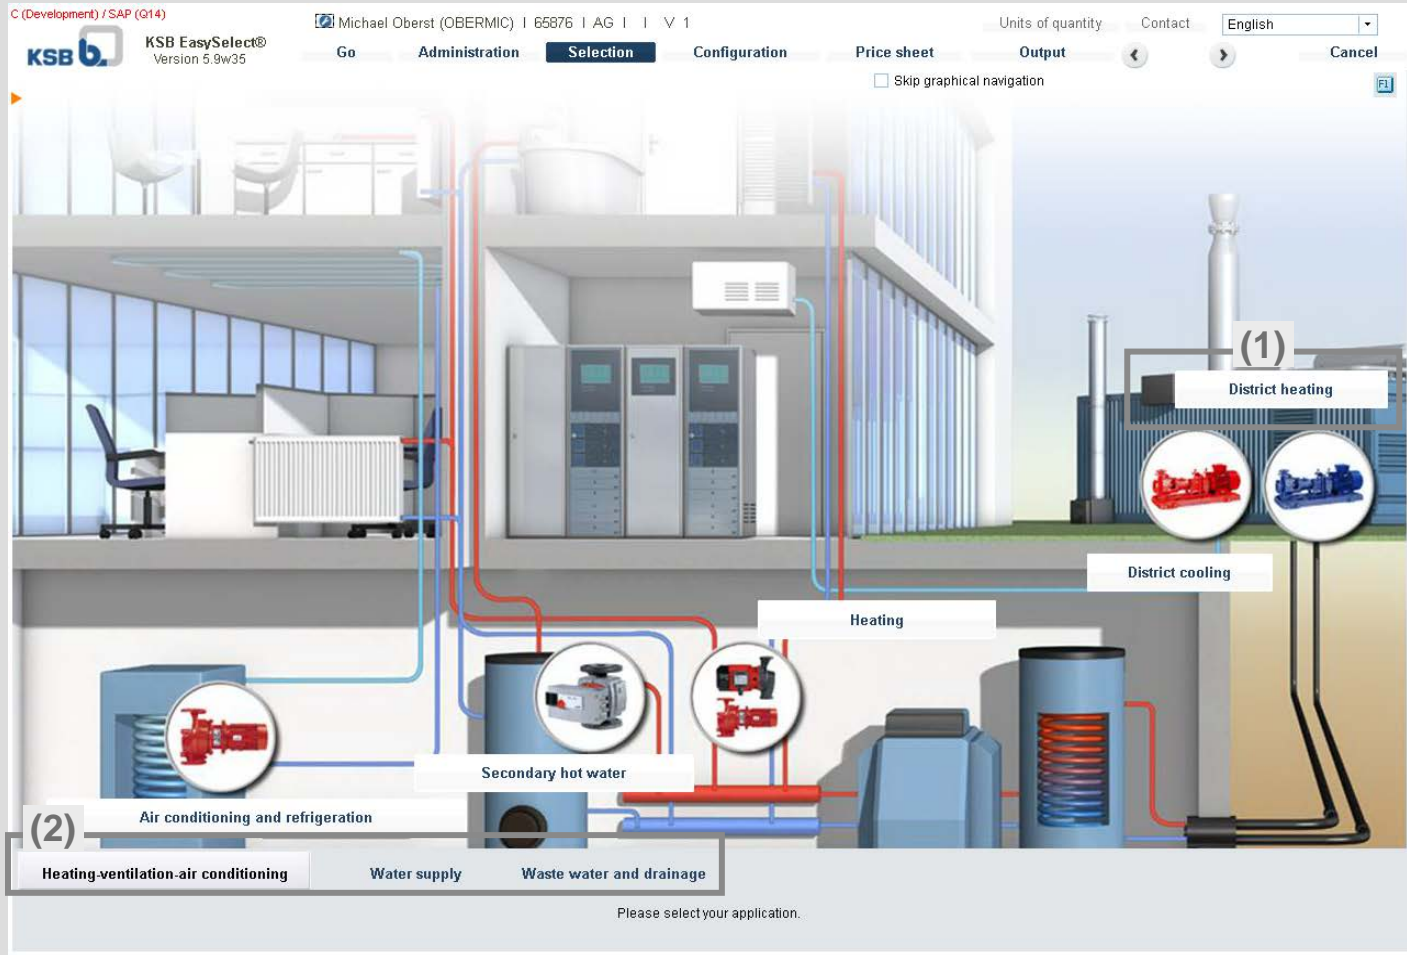 C (Development) / SAP (Q14)
Michael Oberst (OBERMIC) I 65876 I AG I I V 1
Units of quantity
Contact
English
KSB b.
KSB EasySelect®
Version 5.9w35
Go
Administration
Selection
Configuration
Price sheet
Output
Cancel
Skip graphical navigation
F1
(1)
District heating
District cooling
Heating
Secondary hot water
Air conditioning and refrigeration
(2)
Heating-ventilation-air conditioning
Water supply
Waste water and drainage
Please select your application.